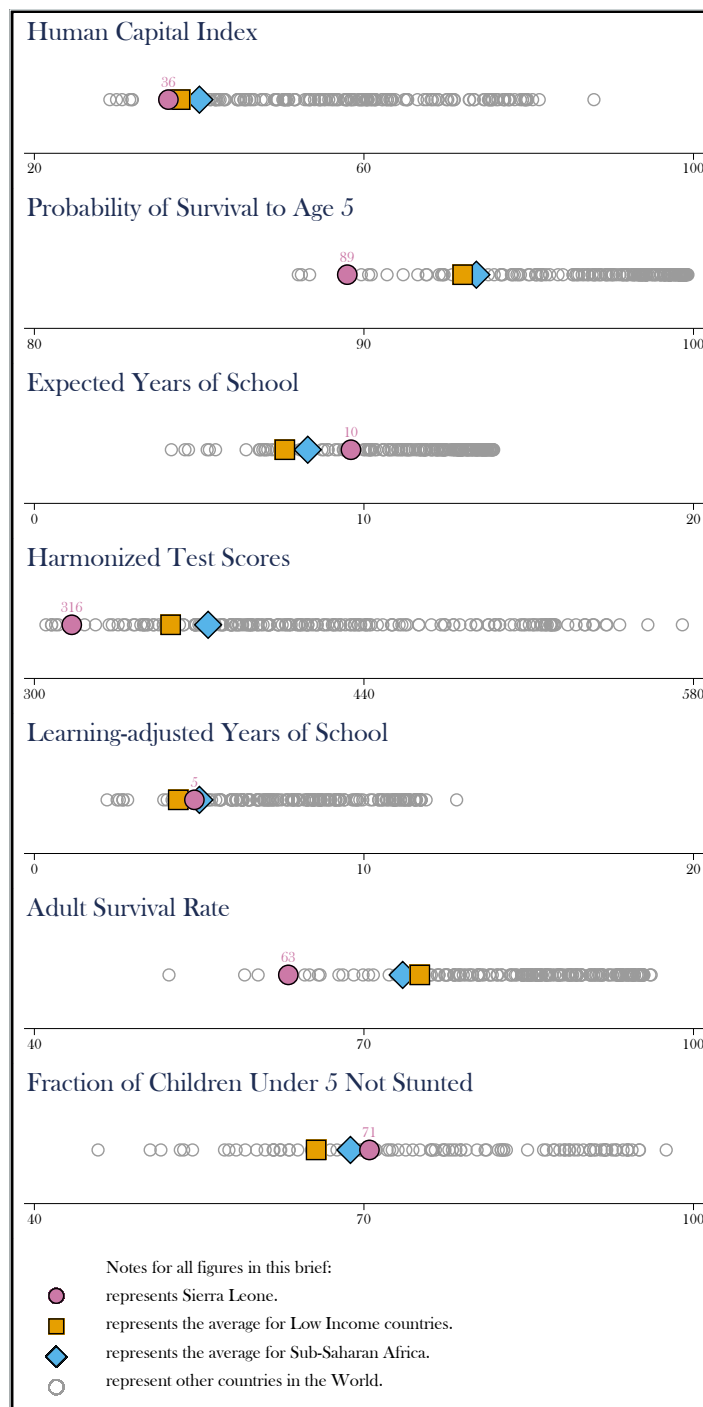 Human Capital Index
36
20 60 100
Probability of Survival to Age 5
89
80 90 100
Expected Years of School
10
0 10 20
Harmonized Test Scores
316
300 440 580
Learning-adjusted Years of School
5
0 10 20
Adult Survival Rate
63
40 70 100
Fraction of Children Under 5 Not Stunted
71
40 70 100
Notes for all figures in this brief:
represents Sierra Leone.
represents the average for Low Income countries.
represents the average for Sub-Saharan Africa.
represent other countries in the World.